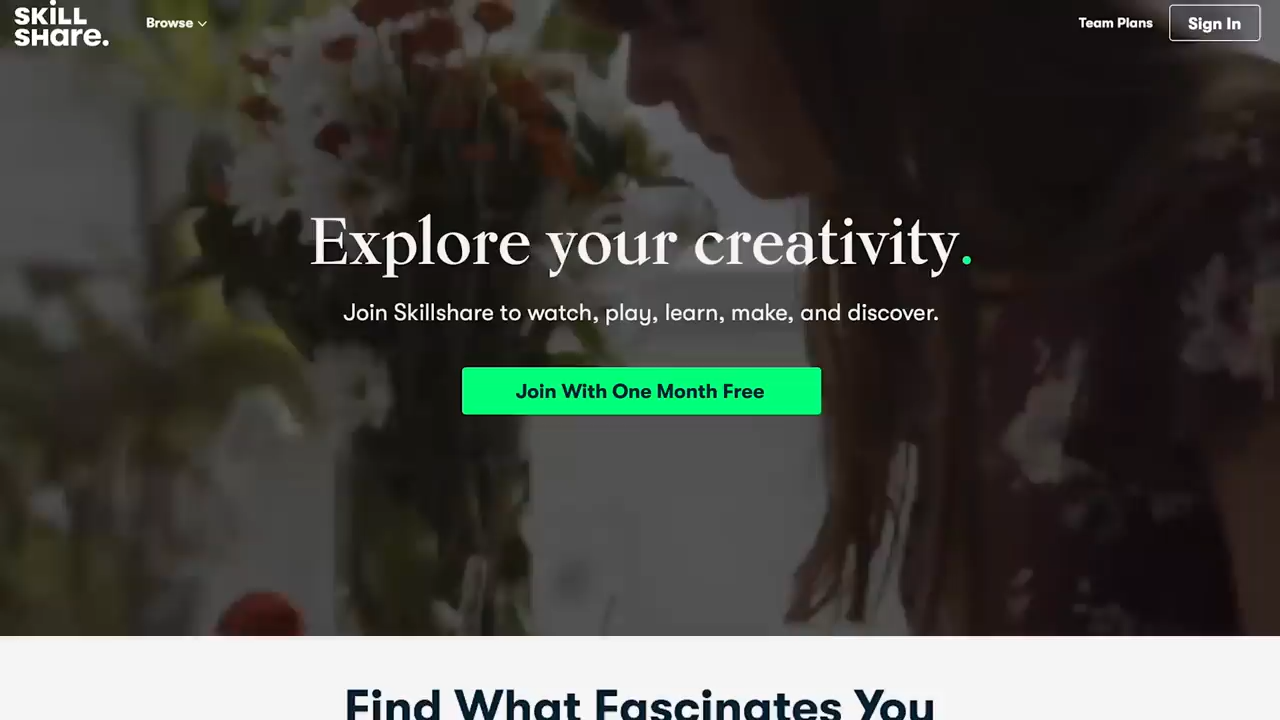 SKiLL
SHare.
Browse
Team Plans
Sign In
Explore your creativity.
Join Skillshare to watch, play, learn, make, and discover.
Join With One Month Free
Find What Fascinates You